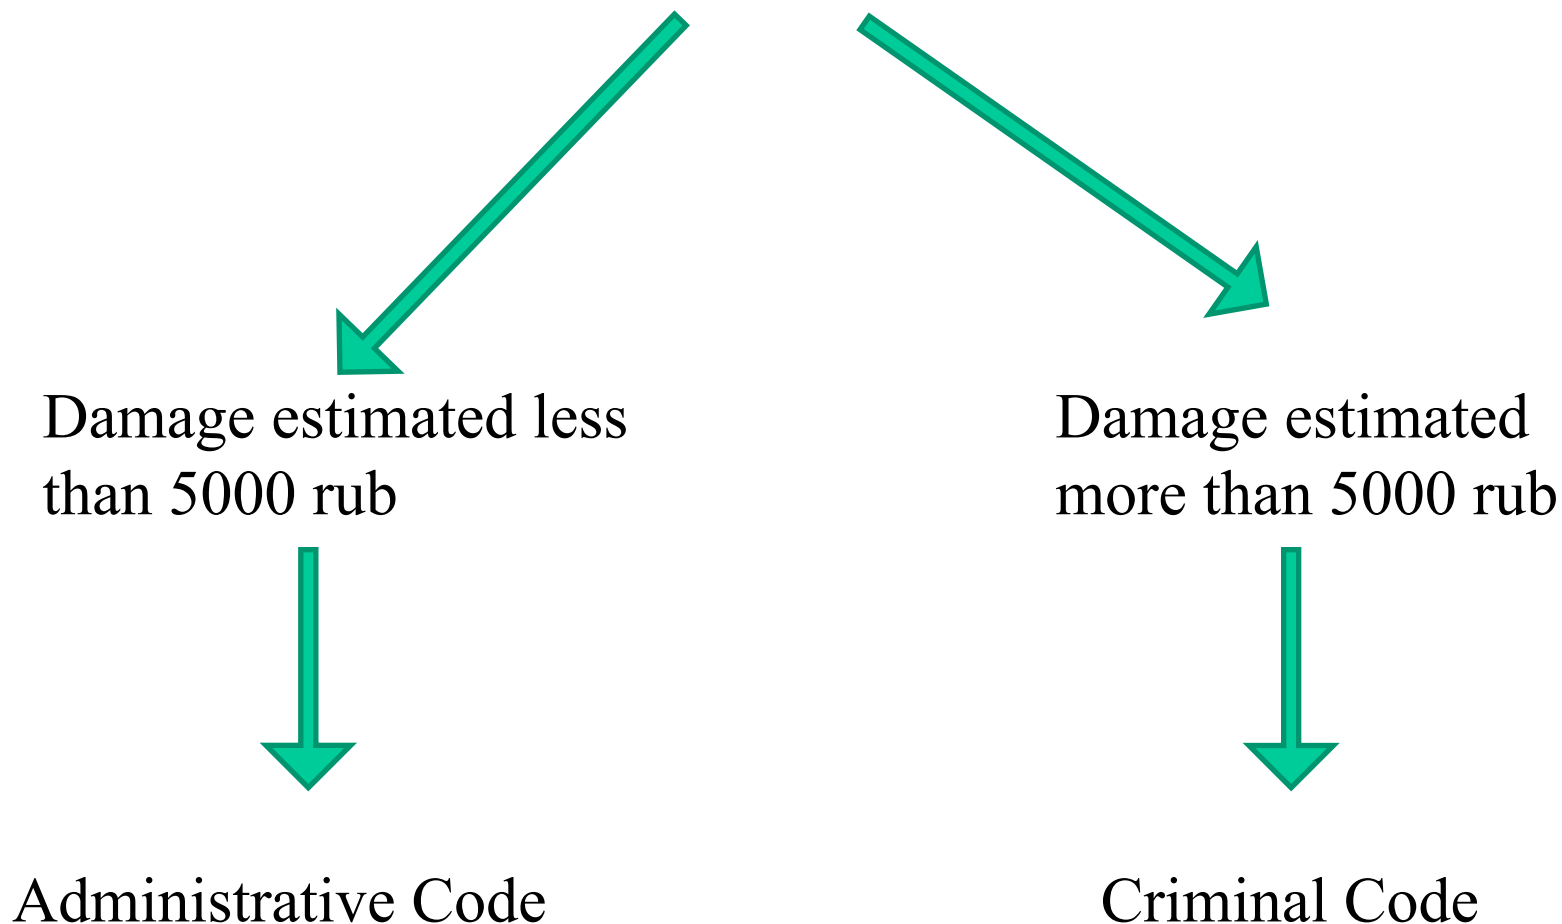 Damage estimated less
than 5000 rub
Damage estimated
more than 5000 rub
Administrative Code
Criminal Code